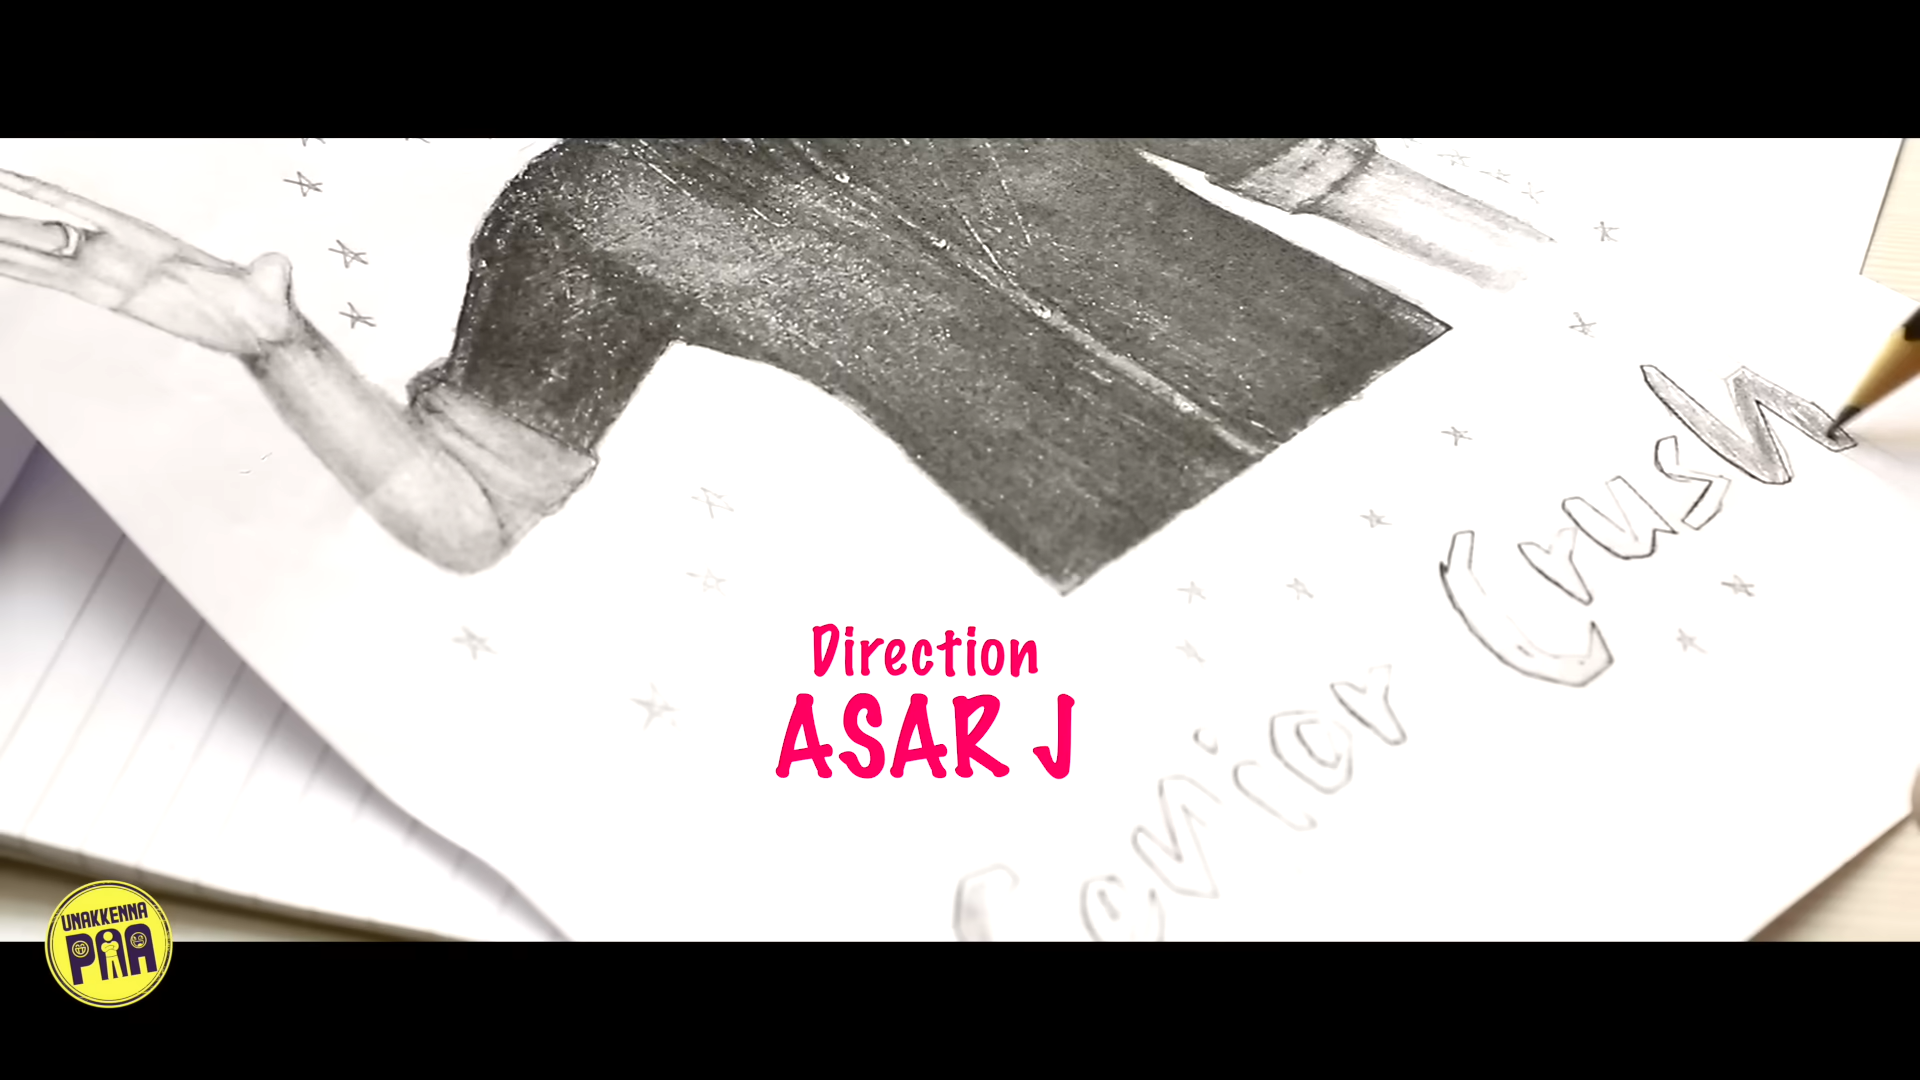 Direction
ASAR J
Senior Crush
UNAKKENNA
PAA